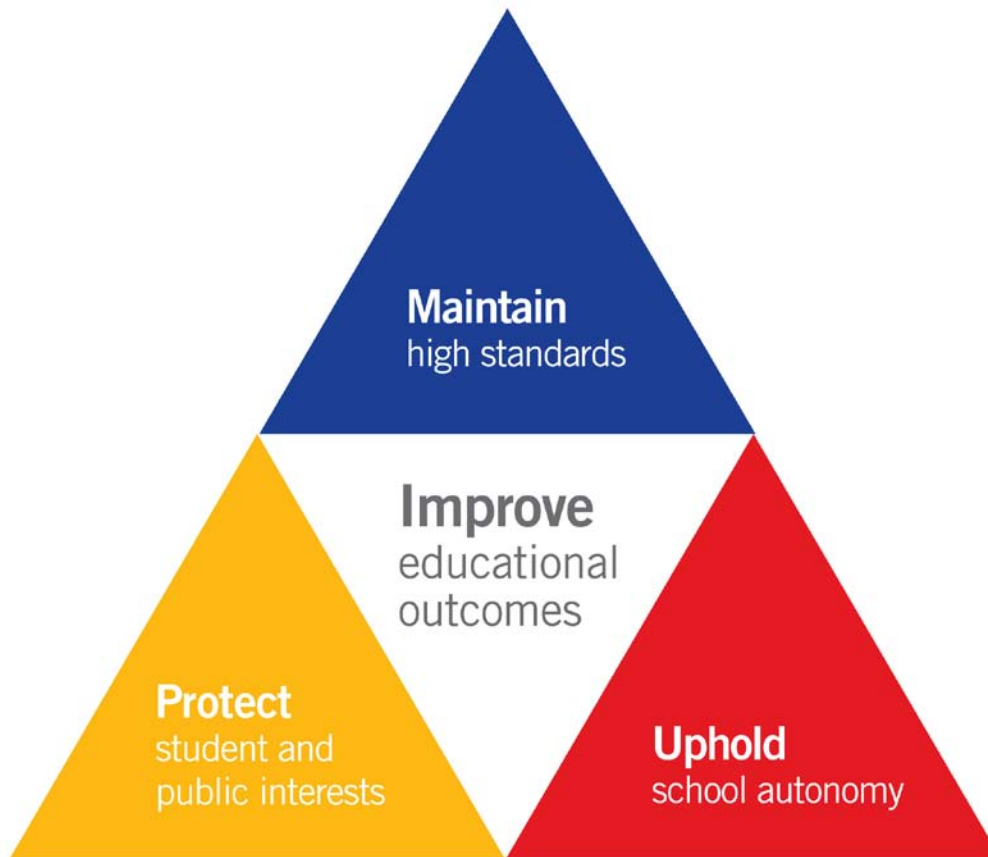 Maintain
high standards
Improve
educational
outcomes
Protect
student and
public interests
Uphold
school autonomy